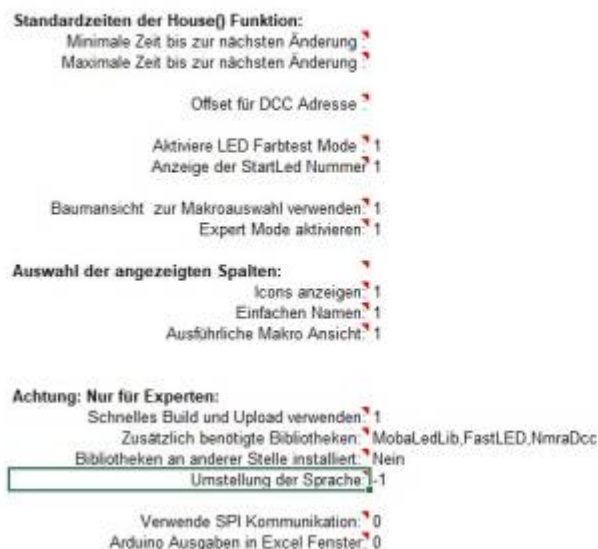 Standardzeiten der House() Funktion:
Minimale Zeit bis zur nächsten Änderung :
Maximale Zeit bis zur nächsten Änderung :
Offset für DCC Adresse :
Aktiviere LED Farbtest Mode : 1
Anzeige der StartLed Nummer 1
Baumansicht zur Makroauswahl verwenden: 1
Expert Mode aktivieren: 1
Auswahl der angezeigten Spalten:
Icons anzeigen: 1
Einfachen Namen: 1
Ausführliche Makro Ansicht: 1
Achtung: Nur für Experten:
Schnelles Build und Upload verwenden: 1
Zusätzlich benötigte Bibliotheken: MobaLedLib,FastLED,NmraDcc
Bibliotheken an anderer Stelle installiert: Nein
Umstellung der Sprache: -1
Verwende SPI Kommunikation: 0
Arduino Ausgaben in Excel Fenster: 0